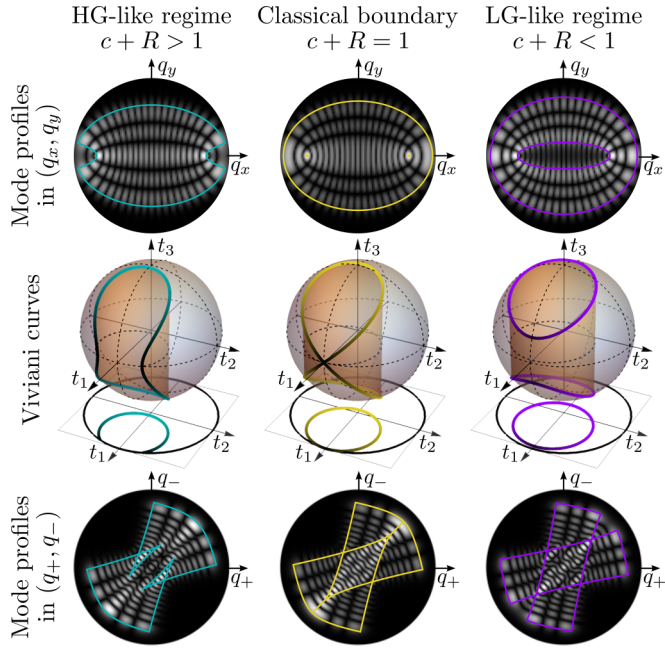 HG-like regime
c + R > 1
Classical boundary
c + R = 1
LG-like regime
c + R < 1
Mode profiles
in (q_x, q_y)
q_y
q_x
q_y
q_x
q_y
q_x
Viviani curves
t_3
t_2
t_1
t_1
t_2
t_3
t_2
t_1
t_1
t_2
t_3
t_2
t_1
t_1
t_2
Mode profiles
in (q_+, q_-)
q_-
q_+
q_-
q_+
q_-
q_+